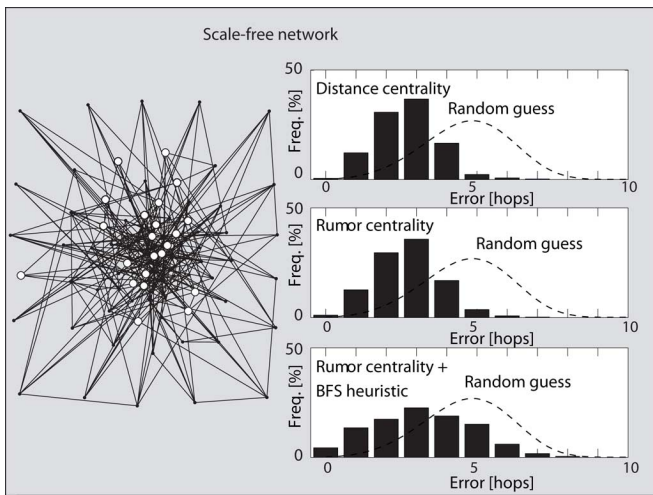 Scale-free network
50
Distance centrality
Random guess
Freq. [%]
0
0
5
10
Error [hops]
50
Rumor centrality
Random guess
Freq. [%]
0
0
5
10
Error [hops]
50
Rumor centrality +
BFS heuristic
Random guess
Freq. [%]
0
0
5
10
Error [hops]